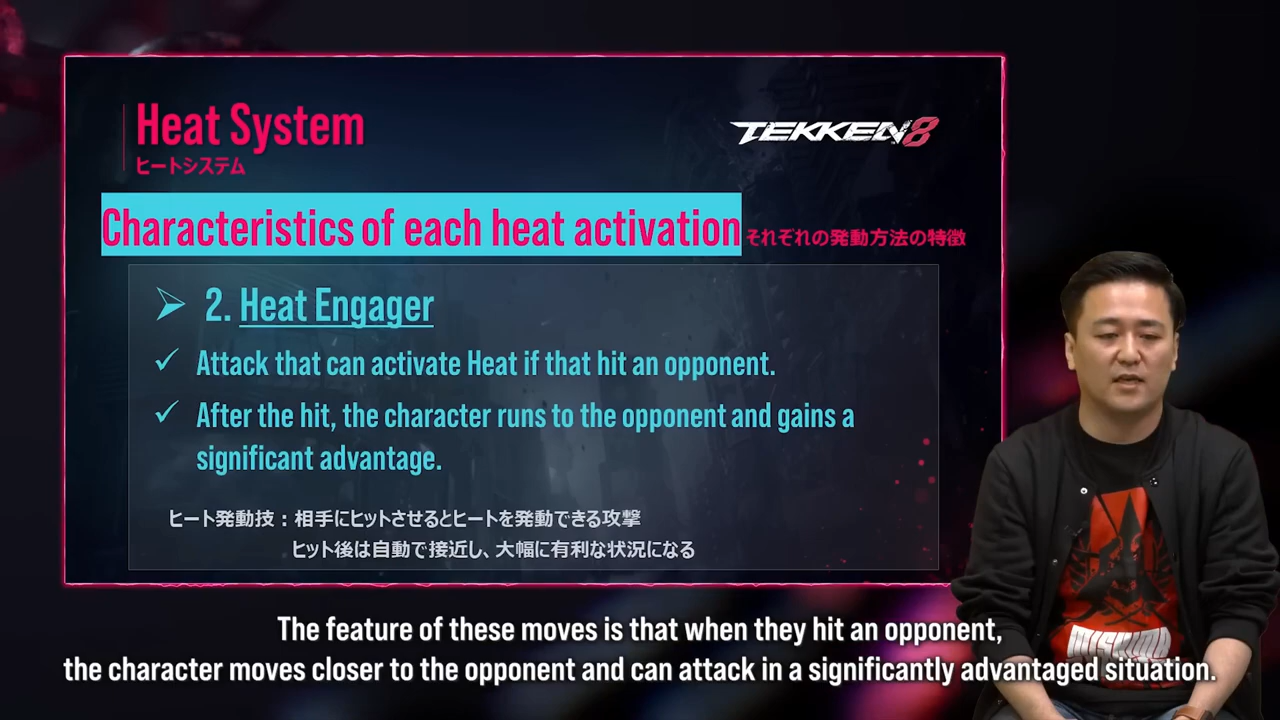 Heat System
ヒートシステム
TEKKEN 8
Characteristics of each heat activation それぞれの発動方法の特徴
2. Heat Engager
Attack that can activate Heat if that hit an opponent.
After the hit, the character runs to the opponent and gains a
significant advantage.
ヒート発動技：相手にヒットさせるとヒートを発動できる攻撃
ヒット後は自動で接近し、大幅に有利な状況になる
MISHIMA
The feature of these moves is that when they hit an opponent,
the character moves closer to the opponent and can attack in a significantly advantaged situation.